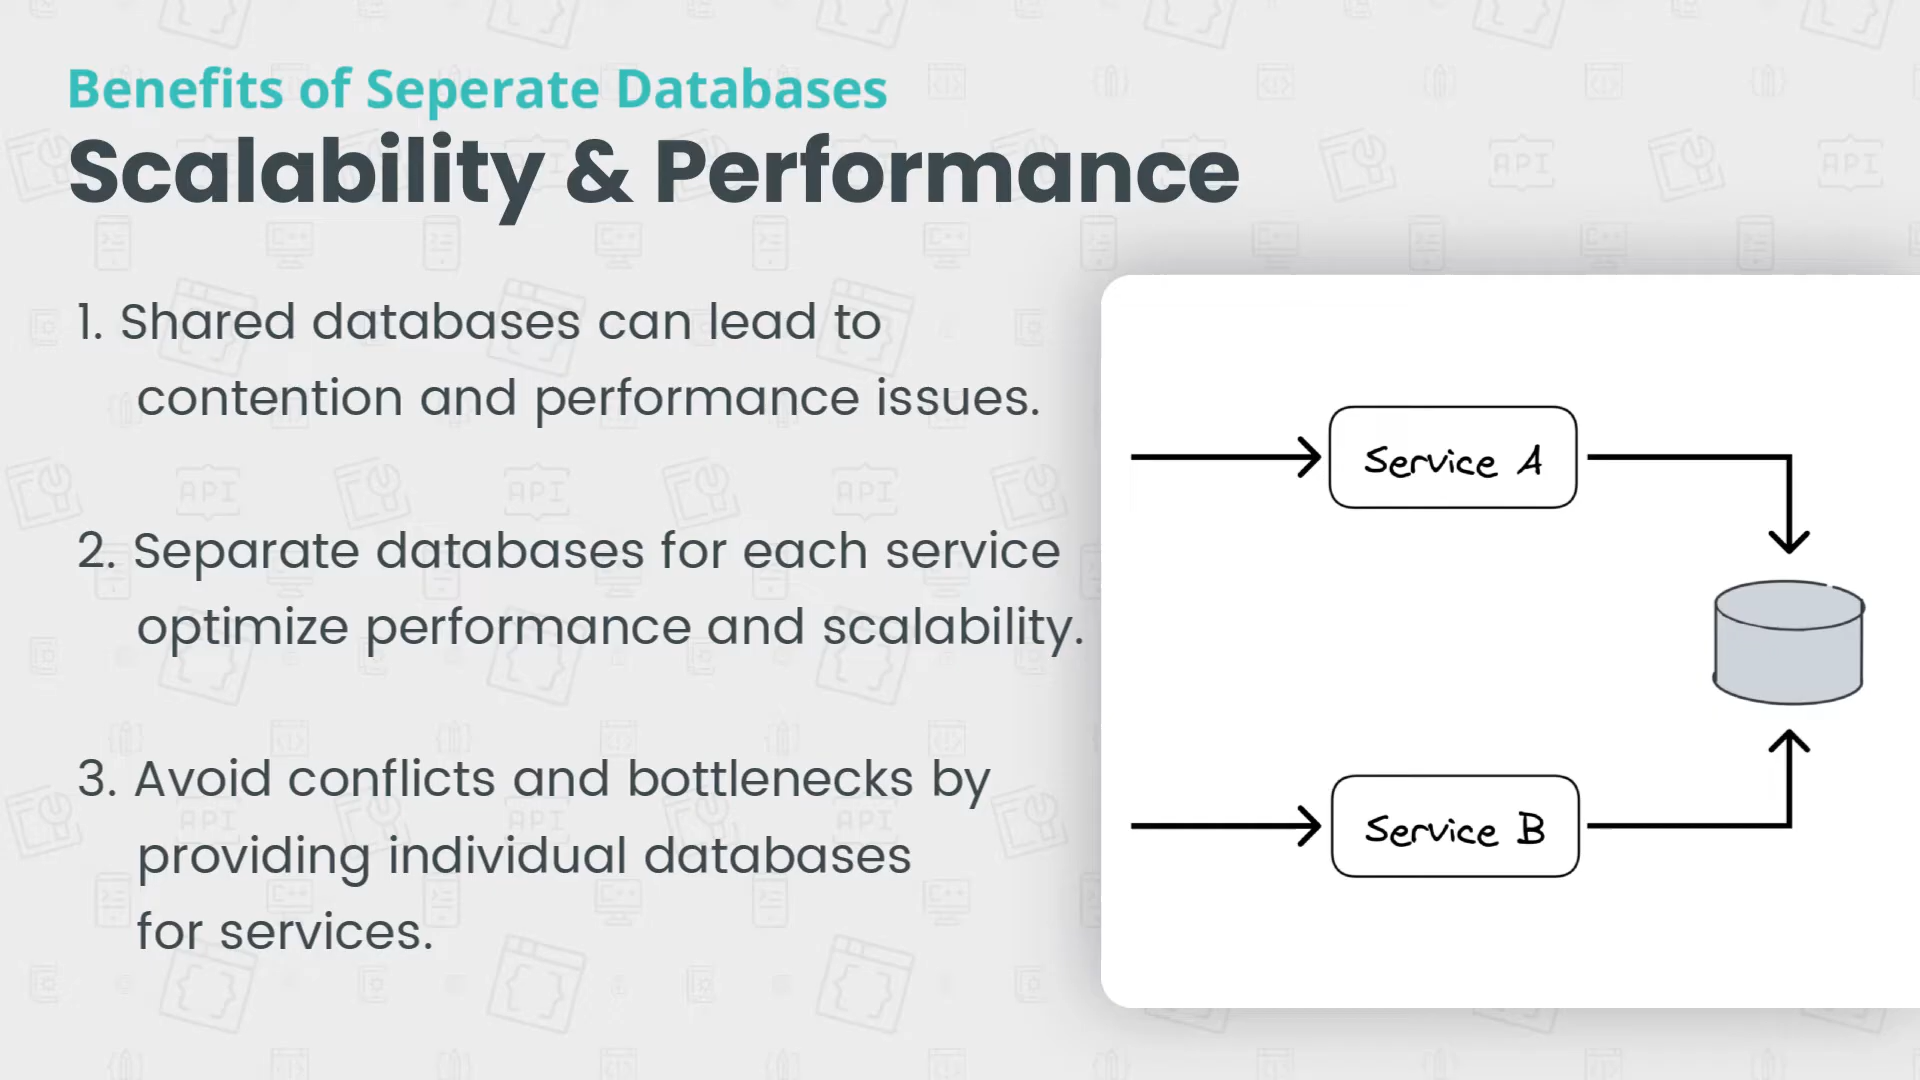 Benefits of Seperate Databases
Scalability & Performance
1. Shared databases can lead to
contention and performance issues.
2. Separate databases for each service
optimize performance and scalability.
3. Avoid conflicts and bottlenecks by
providing individual databases
for services.
Service A
Service B